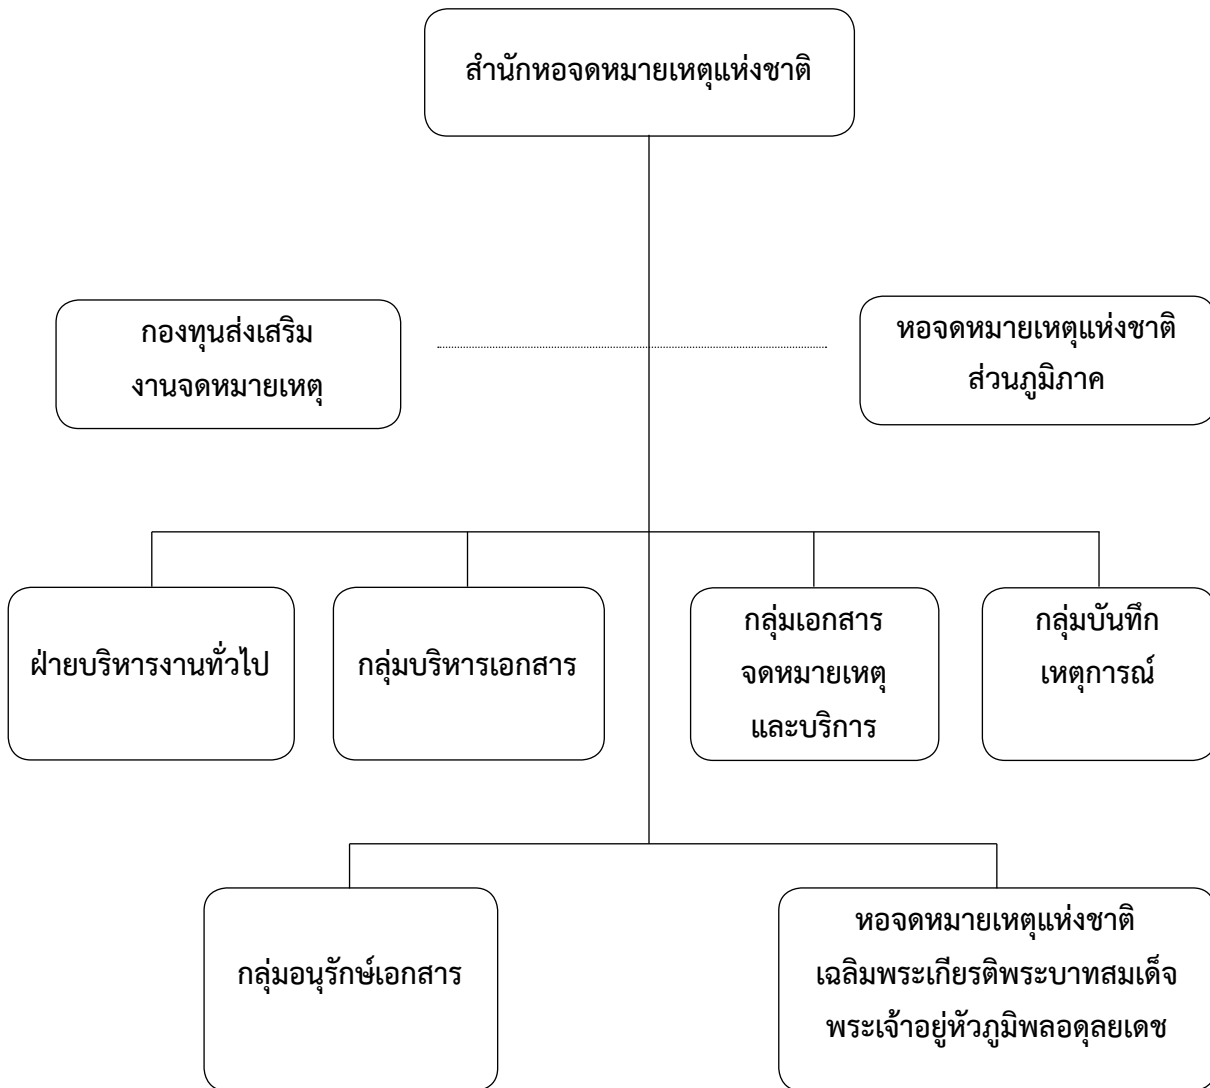 สำนักหอจดหมายเหตุแห่งชาติ
กองทุนส่งเสริม
งานจดหมายเหตุ
หอจดหมายเหตุแห่งชาติ
ส่วนภูมิภาค
ฝ่ายบริหารงานทั่วไป
กลุ่มบริหารเอกสาร
กลุ่มเอกสาร
จดหมายเหตุ
และบริการ
กลุ่มบันทึก
เหตุการณ์
กลุ่มอนุรักษ์เอกสาร
หอจดหมายเหตุแห่งชาติ
เฉลิมพระเกียรติพระบาทสมเด็จ
พระเจ้าอยู่หัวภูมิพลอดุลยเดช